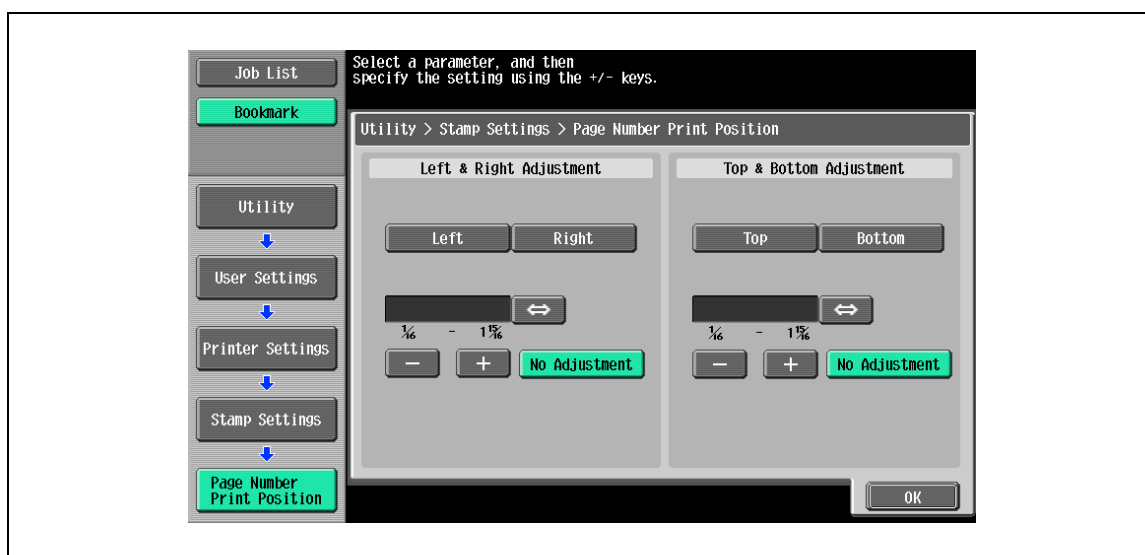 Job List
Bookmark
Select a parameter, and then
specify the setting using the +/- keys.
Utility > Stamp Settings > Page Number Print Position
Utility
User Settings
Printer Settings
Stamp Settings
Page Number
Print Position
Left & Right Adjustment
Left Right
1/16 - 1 15/16
- + No Adjustment
Top & Bottom Adjustment
Top Bottom
1/16 - 1 15/16
- + No Adjustment
OK